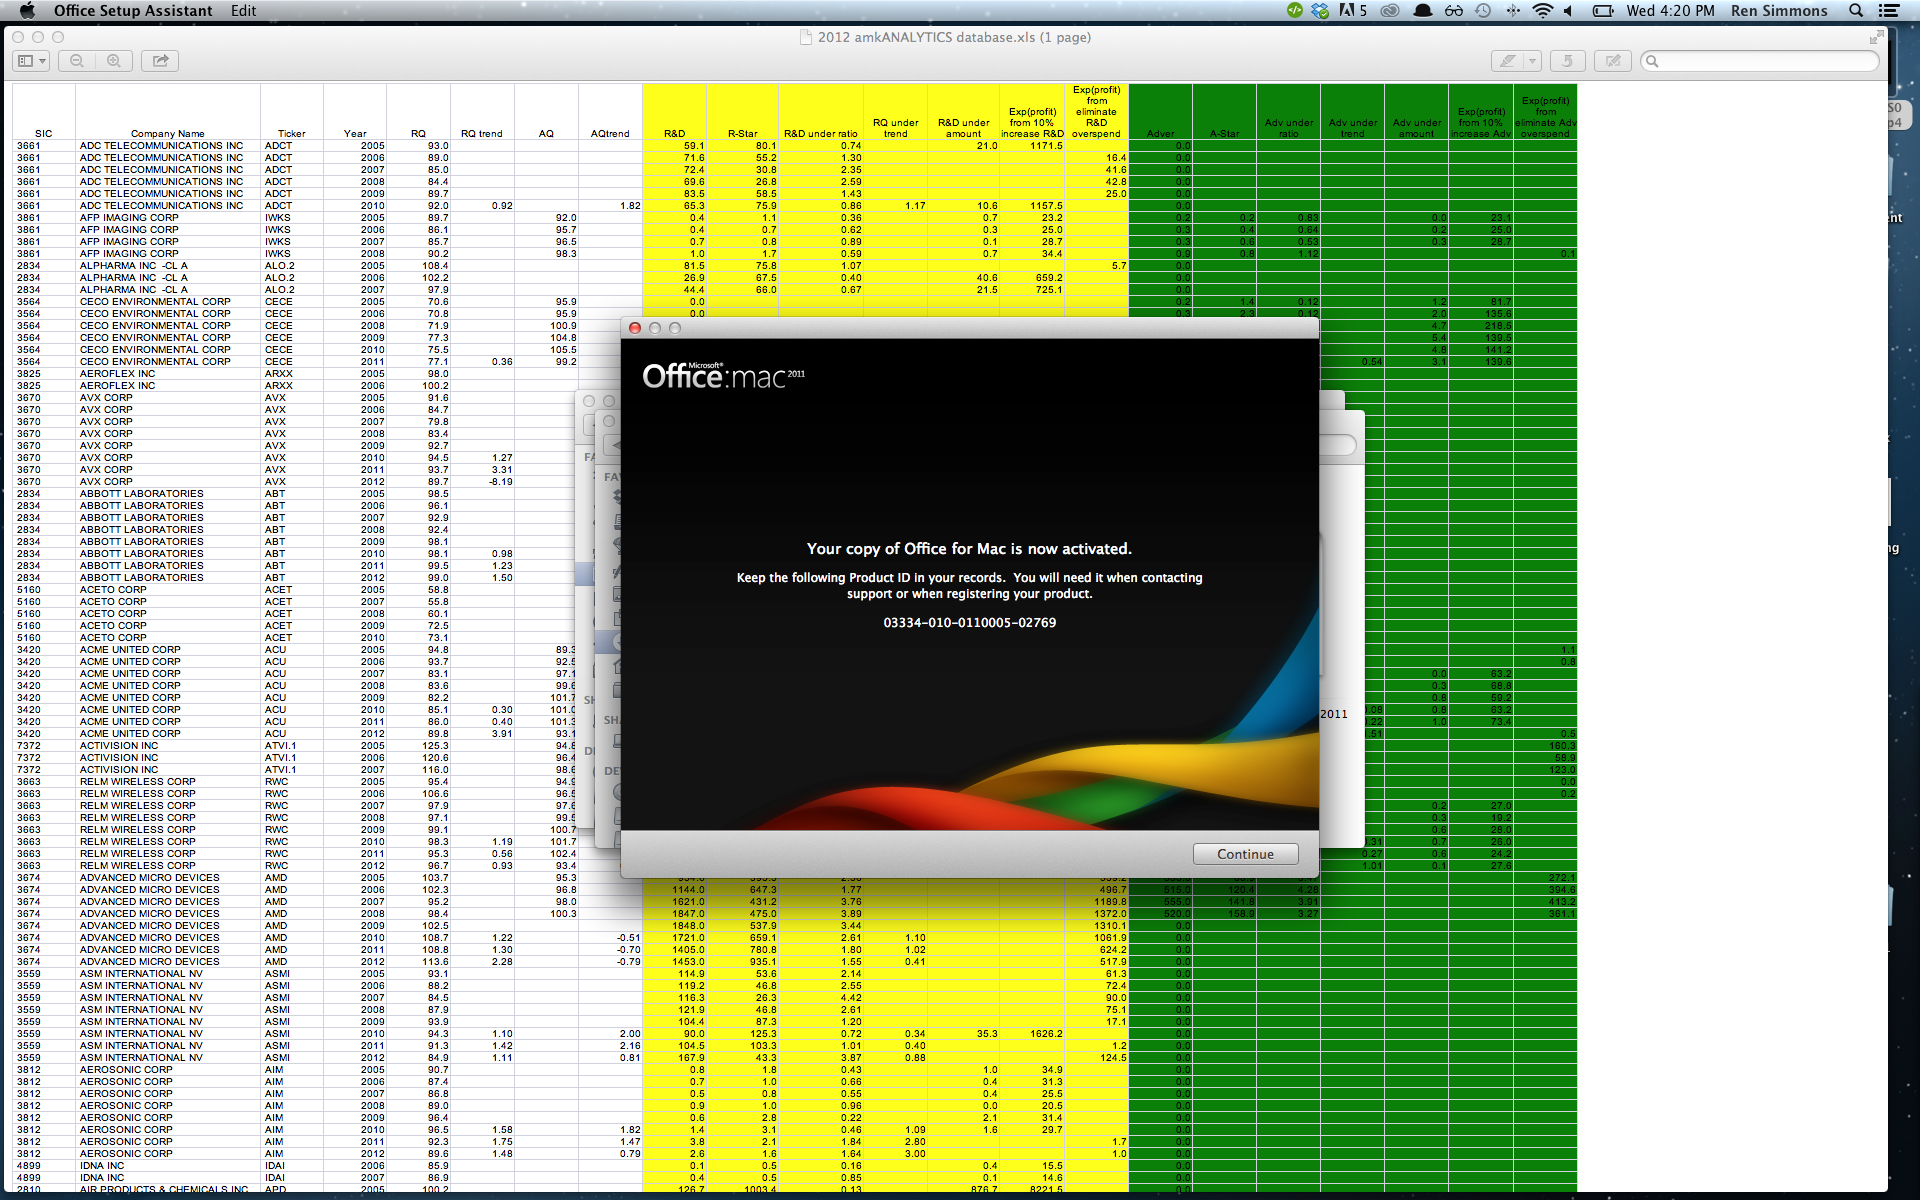 Office Setup Assistant Edit
5 Wed 4:20 PM Ren Simmons
2012 amkANALYTICS database.xls (1 page)
SIC Company Name Ticker Year RQ RQ trend AQ AQtrend R&D R-Star R&D under ratio RQ under trend R&D under amount Exp(profit) from 10% increase R&D Exp(profit) from eliminate R&D overspend Adver A-Star Adv under ratio Adv under trend Adv under amount Exp(profit) from 10% increase Adv Exp(profit) from eliminate Adv overspend
3661 ADC TELECOMMUNICATIONS INC ADCT 2005 93.0 59.1 80.1 0.74 21.0 1171.5 0.0
3661 ADC TELECOMMUNICATIONS INC ADCT 2006 89.0 71.6 55.2 1.30 16.4 0.0
3661 ADC TELECOMMUNICATIONS INC ADCT 2007 85.0 72.4 30.8 2.35 41.6 0.0
3661 ADC TELECOMMUNICATIONS INC ADCT 2008 84.4 69.6 26.8 2.59 42.8 0.0
3661 ADC TELECOMMUNICATIONS INC ADCT 2009 89.7 83.5 58.5 1.43 25.0 0.0
3661 ADC TELECOMMUNICATIONS INC ADCT 2010 92.0 0.92 1.82 65.3 75.9 0.86 1.17 10.6 1157.5 0.0
3861 AFP IMAGING CORP IWKS 2005 89.7 92.0 0.4 1.1 0.36 0.7 23.2 0.2 0.2 0.83 0.0 23.1
3861 AFP IMAGING CORP IWKS 2006 86.1 95.7 0.4 0.7 0.62 0.3 25.0 0.3 0.4 0.64 0.2 25.0
3861 AFP IMAGING CORP IWKS 2007 85.7 96.5 0.7 0.8 0.89 0.1 28.7 0.3 0.6 0.53 0.3 28.7
3861 AFP IMAGING CORP IWKS 2008 90.2 98.3 1.0 1.7 0.59 0.7 34.4 0.9 0.8 1.12 0.1
2834 ALPHARMA INC -CL A ALO.2 2005 108.4 81.5 75.8 1.07 5.7 0.0
2834 ALPHARMA INC -CL A ALO.2 2006 102.2 26.9 67.5 0.40 40.6 659.2 0.0
2834 ALPHARMA INC -CL A ALO.2 2007 97.9 44.4 66.0 0.67 21.5 725.1 0.0
3564 CECO ENVIRONMENTAL CORP CECE 2005 70.6 95.9 0.0 0.2 1.4 0.12 1.2 81.7
3564 CECO ENVIRONMENTAL CORP CECE 2006 70.8 95.9 0.0 0.3 2.3 0.12 2.0 135.6
3564 CECO ENVIRONMENTAL CORP CECE 2008 71.9 100.9 4.7 218.5
3564 CECO ENVIRONMENTAL CORP CECE 2009 77.3 104.8 5.4 139.5
3564 CECO ENVIRONMENTAL CORP CECE 2010 75.5 105.5 4.8 141.2
3564 CECO ENVIRONMENTAL CORP CECE 2011 77.1 0.36 99.2 0.54 3.1 139.6
3825 AEROFLEX INC ARXX 2005 98.0
3825 AEROFLEX INC ARXX 2006 100.2
3670 AVX CORP AVX 2005 91.6
3670 AVX CORP AVX 2006 84.7
3670 AVX CORP AVX 2007 79.8
3670 AVX CORP AVX 2008 83.4
3670 AVX CORP AVX 2009 92.7
3670 AVX CORP AVX 2010 94.5 1.27
3670 AVX CORP AVX 2011 93.7 3.31
3670 AVX CORP AVX 2012 89.7 -8.19
2834 ABBOTT LABORATORIES ABT 2005 98.5
2834 ABBOTT LABORATORIES ABT 2006 96.1
2834 ABBOTT LABORATORIES ABT 2007 92.9
2834 ABBOTT LABORATORIES ABT 2008 92.4
2834 ABBOTT LABORATORIES ABT 2009 98.1
2834 ABBOTT LABORATORIES ABT 2010 98.1 0.98
2834 ABBOTT LABORATORIES ABT 2011 99.5 1.23
2834 ABBOTT LABORATORIES ABT 2012 99.0 1.50
5160 ACETO CORP ACET 2005 58.8
5160 ACETO CORP ACET 2007 55.8
5160 ACETO CORP ACET 2008 60.1
5160 ACETO CORP ACET 2009 72.5
5160 ACETO CORP ACET 2010 73.1
3420 ACME UNITED CORP ACU 2005 94.8 89.3 1.1
3420 ACME UNITED CORP ACU 2006 93.7 92.5 0.8
3420 ACME UNITED CORP ACU 2007 83.1 97.1 0.0 63.2
3420 ACME UNITED CORP ACU 2008 83.6 99.6 0.3 68.8
3420 ACME UNITED CORP ACU 2009 82.2 101.7 0.8 59.2
3420 ACME UNITED CORP ACU 2010 85.1 0.30 101.0 .08 0.8 63.2
3420 ACME UNITED CORP ACU 2011 86.0 0.40 101.3 .22 1.0 73.4
3420 ACME UNITED CORP ACU 2012 89.8 3.91 93.1 .51 0.5
7372 ACTIVISION INC ATVI.1 2005 125.3 94.8 160.3
7372 ACTIVISION INC ATVI.1 2006 120.6 96.4 58.9
7372 ACTIVISION INC ATVI.1 2007 116.0 98.6 123.0
3663 RELM WIRELESS CORP RWC 2005 95.4 94.9 0.0
3663 RELM WIRELESS CORP RWC 2006 106.6 96.5 0.2
3663 RELM WIRELESS CORP RWC 2007 97.9 97.6 0.2 27.0
3663 RELM WIRELESS CORP RWC 2008 97.1 99.5 0.3 19.2
3663 RELM WIRELESS CORP RWC 2009 99.1 100.7 0.6 28.0
3663 RELM WIRELESS CORP RWC 2010 98.3 1.19 101.7 .31 0.7 26.0
3663 RELM WIRELESS CORP RWC 2011 95.3 0.56 102.4 0.27 0.6 24.2
3663 RELM WIRELESS CORP RWC 2012 96.7 0.93 93.4 1.01 0.1 27.6
3674 ADVANCED MICRO DEVICES AMD 2005 103.7 95.3 272.1
3674 ADVANCED MICRO DEVICES AMD 2006 102.3 96.8 1144.0 647.3 1.77 496.7 515.0 120.4 4.28 394.6
3674 ADVANCED MICRO DEVICES AMD 2007 95.2 98.0 1621.0 431.2 3.76 1189.8 555.0 141.8 3.91 413.2
3674 ADVANCED MICRO DEVICES AMD 2008 98.4 100.3 1847.0 475.0 3.89 1372.0 520.0 158.9 3.27 361.1
3674 ADVANCED MICRO DEVICES AMD 2009 102.5 1848.0 537.9 3.44 1310.1 0.0
3674 ADVANCED MICRO DEVICES AMD 2010 108.7 1.22 -0.51 1721.0 659.1 2.61 1.10 1061.9 0.0
3674 ADVANCED MICRO DEVICES AMD 2011 108.8 1.30 -0.70 1405.0 780.8 1.80 1.02 624.2 0.0
3674 ADVANCED MICRO DEVICES AMD 2012 113.6 2.28 -0.79 1453.0 935.1 1.55 0.41 517.9 0.0
3559 ASM INTERNATIONAL NV ASMI 2005 93.1 114.9 53.6 2.14 61.3 0.0
3559 ASM INTERNATIONAL NV ASMI 2006 88.2 119.2 46.8 2.55 72.4 0.0
3559 ASM INTERNATIONAL NV ASMI 2007 84.5 116.3 26.3 4.42 90.0 0.0
3559 ASM INTERNATIONAL NV ASMI 2008 87.9 121.9 46.8 2.61 75.1 0.0
3559 ASM INTERNATIONAL NV ASMI 2009 93.9 104.4 87.3 1.20 17.1 0.0
3559 ASM INTERNATIONAL NV ASMI 2010 94.3 1.10 2.00 90.0 125.3 0.72 0.34 35.3 1626.2 0.0
3559 ASM INTERNATIONAL NV ASMI 2011 91.3 1.42 2.16 104.5 103.3 1.01 0.40 1.2 0.0
3559 ASM INTERNATIONAL NV ASMI 2012 84.9 1.11 0.81 167.9 43.3 3.87 0.88 124.5 0.0
3812 AEROSONIC CORP AIM 2005 90.7 0.8 1.8 0.43 1.0 34.9 0.0
3812 AEROSONIC CORP AIM 2006 87.4 0.7 1.0 0.66 0.4 31.3 0.0
3812 AEROSONIC CORP AIM 2007 86.8 0.5 0.8 0.55 0.4 25.5 0.0
3812 AEROSONIC CORP AIM 2008 89.0 0.9 1.0 0.96 0.0 20.5 0.0
3812 AEROSONIC CORP AIM 2009 96.4 0.6 2.8 0.22 2.1 31.4 0.0
3812 AEROSONIC CORP AIM 2010 96.5 1.58 1.82 1.4 3.1 0.46 1.09 1.6 29.7 0.0
3812 AEROSONIC CORP AIM 2011 92.3 1.75 1.47 3.8 2.1 1.84 2.80 1.7 0.0
3812 AEROSONIC CORP AIM 2012 89.6 1.48 0.79 2.6 1.6 1.64 3.00 1.0 0.0
4899 IDNA INC IDAI 2006 85.9 0.1 0.5 0.16 0.4 15.5 0.0
4899 IDNA INC IDAI 2007 86.9 0.4 0.5 0.85 0.1 14.6 0.0
2810 AIR PRODUCTS & CHEMICALS INC APD 2005 100.2 126.7 1003.4 0.13 876.7 8221.5 0.0
Microsoft®
Office:mac 2011
Your copy of Office for Mac is now activated.
Keep the following Product ID in your records. You will need it when contacting
support or when registering your product.
03334-010-0110005-02769
Continue
2011